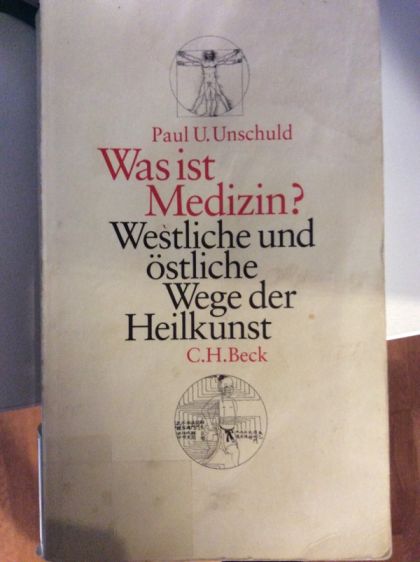 Paul U. Unschuld
Was ist
Medizin?
Westliche und
östliche
Wege der
Heilkunst
C.H.Beck